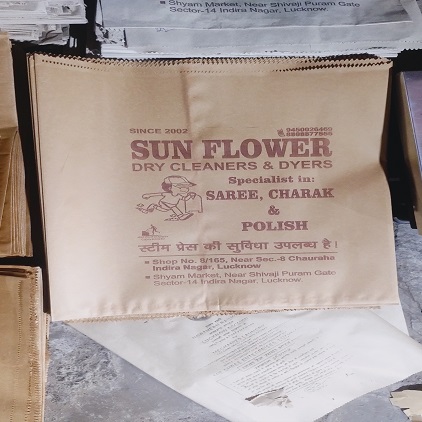 Shyam Market, Near Shivaji Puram Gate
Sector-14 Indira Nagar, Lucknow.
SINCE 2002
SUN FLOWER
DRY CLEANERS & DYERS
Specialist in:
SAREE, CHARAK
&
POLISH
स्टीम प्रेस की सुविधा उपलब्ध है।
Shop No. 8/165, Near Sec.-8 Chauraha
Indira Nagar, Lucknow
Shyam Market, Near Shivaji Puram Gate
Sector-14 Indira Nagar, Lucknow